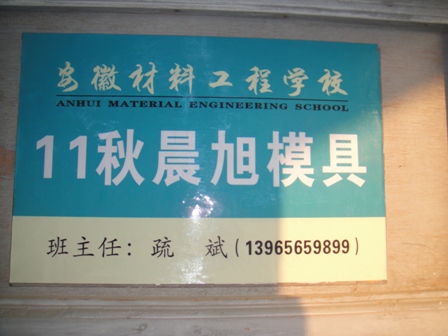 安徽材料工程学校
ANHUI MATERIAL ENGINEERING SCHOOL
11秋晨旭模具
班主任：疏 斌（13965659899）